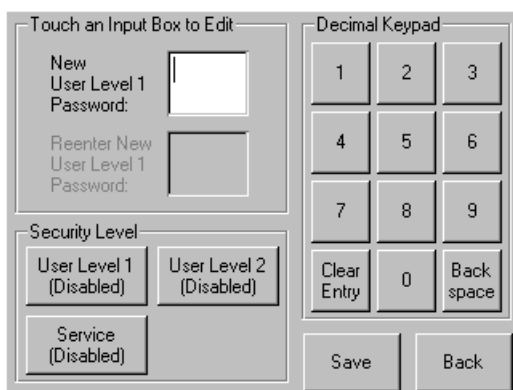 Touch an Input Box to Edit
New
User Level 1
Password:
Reenter New
User Level 1
Password:
Security Level
User Level 1
(Disabled)
User Level 2
(Disabled)
Service
(Disabled)
Decimal Keypad
1 2 3
4 5 6
7 8 9
Clear
Entry
0
Back
space
Save
Back